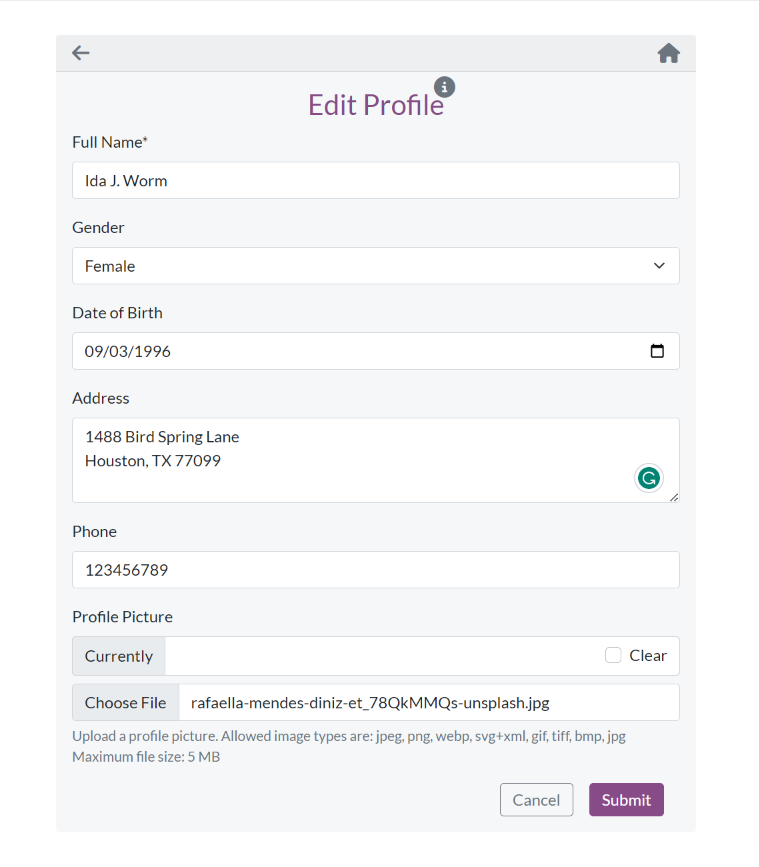 Edit Profile
Full Name*
Ida J. Worm
Gender
Female
Date of Birth
09/03/1996
Address
1488 Bird Spring Lane
Houston, TX 77099
Phone
123456789
Profile Picture
Currently Clear
Choose File rafaella-mendes-diniz-et_78QkMMQs-unsplash.jpg
Upload a profile picture. Allowed image types are: jpeg, png, webp, svg+xml, gif, tiff, bmp, jpg
Maximum file size: 5 MB
Cancel Submit